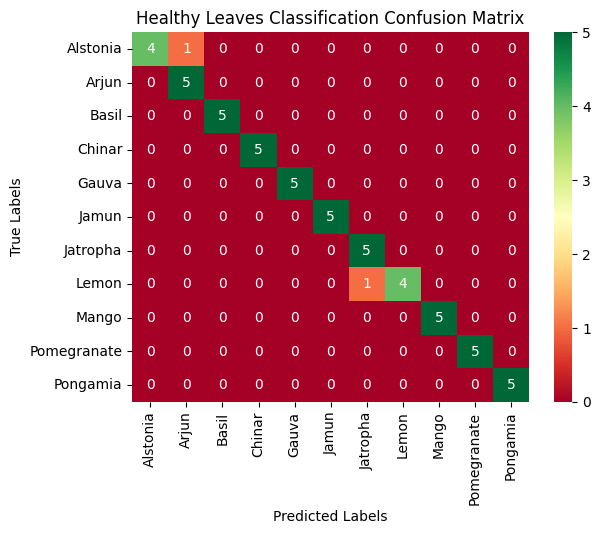 Healthy Leaves Classification Confusion Matrix
Alstonia 4 1 0 0 0 0 0 0 0 0 0
Arjun 0 5 0 0 0 0 0 0 0 0 0
Basil 0 0 5 0 0 0 0 0 0 0 0
Chinar 0 0 0 5 0 0 0 0 0 0 0
Gauva 0 0 0 0 5 0 0 0 0 0 0
Jamun 0 0 0 0 0 5 0 0 0 0 0
Jatropha 0 0 0 0 0 0 5 0 0 0 0
Lemon 0 0 0 0 0 0 1 4 0 0 0
Mango 0 0 0 0 0 0 0 0 5 0 0
Pomegranate 0 0 0 0 0 0 0 0 0 5 0
Pongamia 0 0 0 0 0 0 0 0 0 0 5
True Labels
Alstonia Arjun Basil Chinar Gauva Jamun Jatropha Lemon Mango Pomegranate Pongamia
Predicted Labels
5
4
3
2
1
0